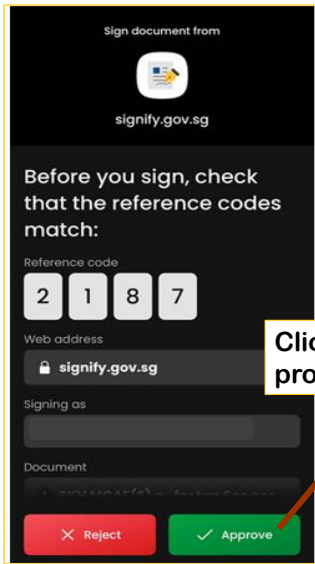 Sign document from
signify.gov.sg
Before you sign, check
that the reference codes
match:
Reference code
2 1 8 7
Web address
signify.gov.sg
Signing as
Document
Reject
Approve